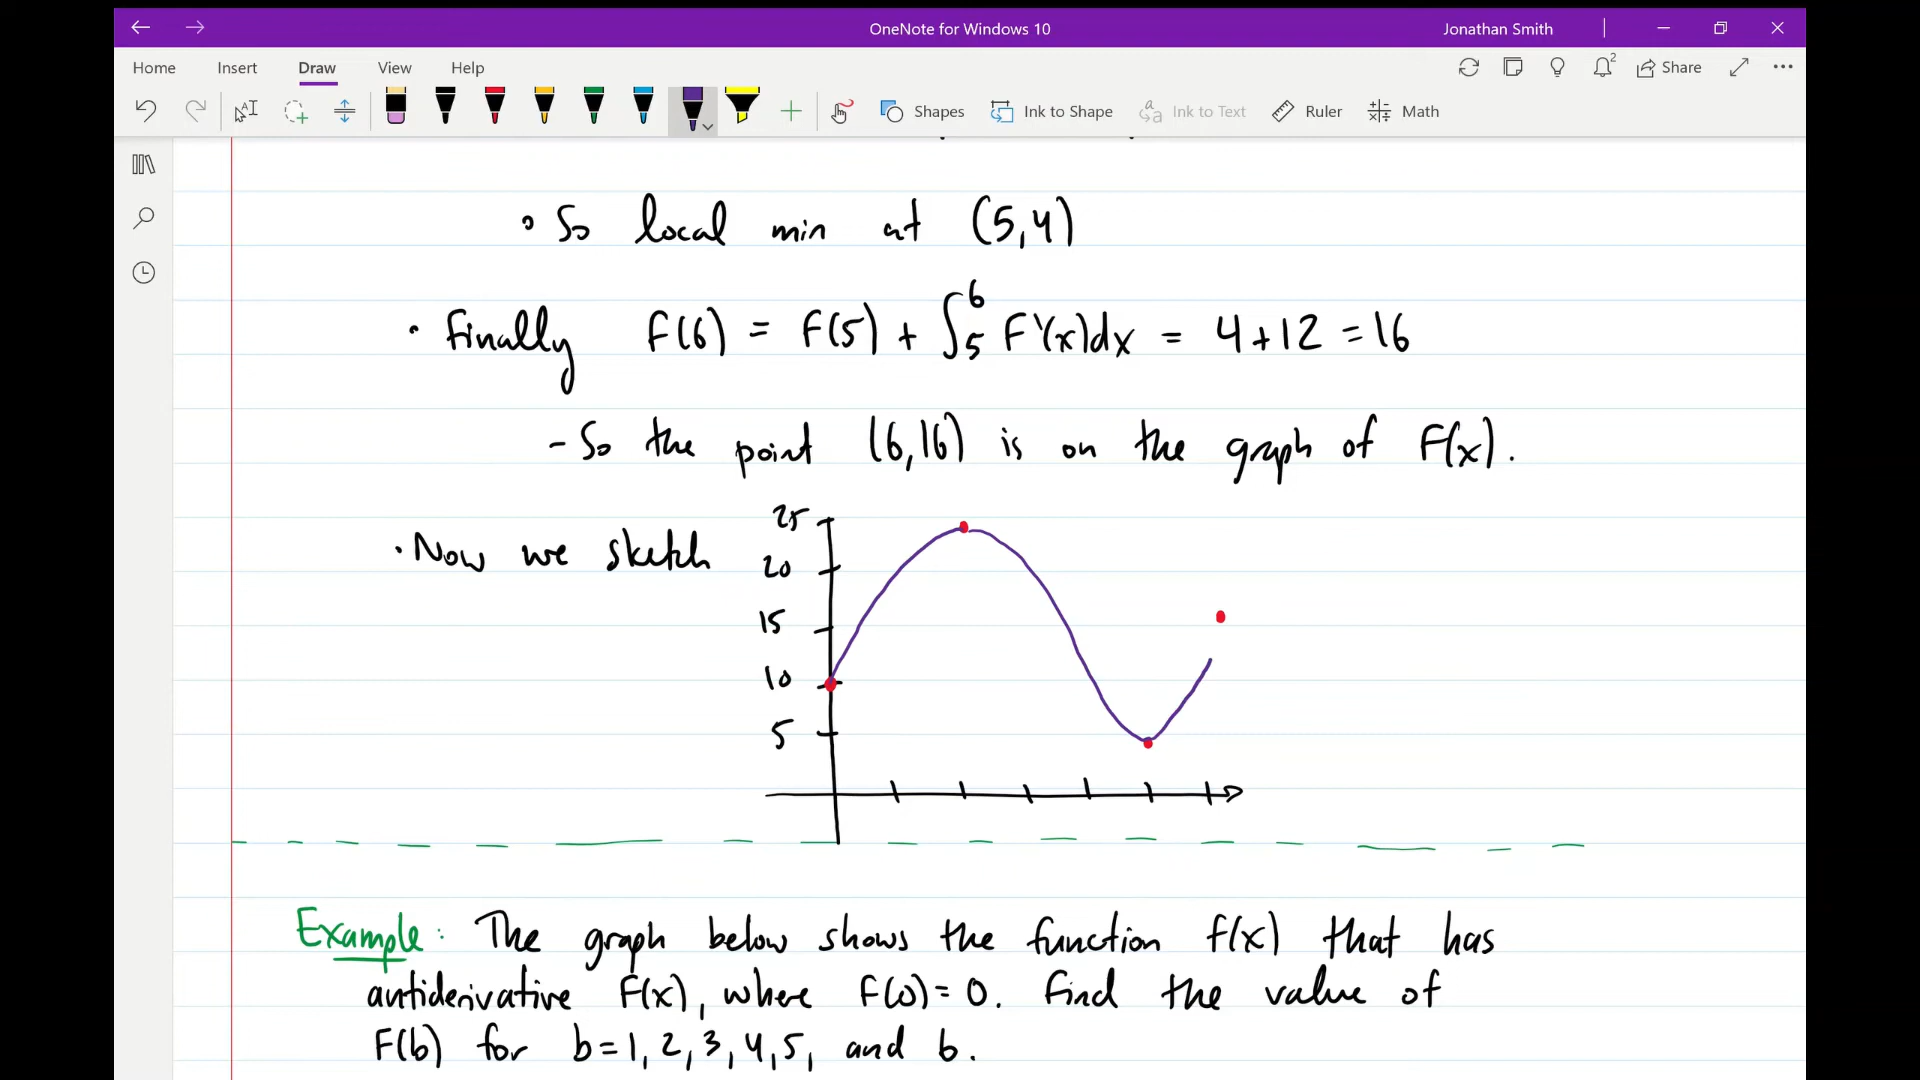 OneNote for Windows 10
Jonathan Smith
Home Insert Draw View Help
2
Share
Shapes Ink to Shape Ink to Text Ruler Math
• So local min at (5,4)
• Finally F(6) = F(5) + ∫₅⁶ F'(x)dx = 4+12 = 16
- So the point (6,16) is on the graph of F(x).
• Now we sketch
25
20
15
10
5
Example: The graph below shows the function f(x) that has
antiderivative F(x), where F(0)=0. Find the value of
F(b) for b=1, 2, 3, 4, 5, and 6.